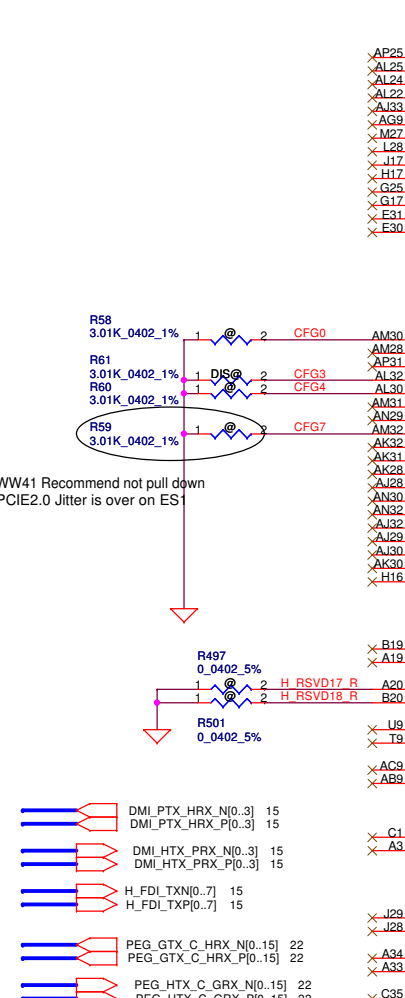 AP25
AL25
AL24
AL22
AJ33
AG9
M27
L28
J17
H17
G25
G17
E31
E30
R58
3.01K_0402_1% 1 @ 2 CFG0 AM30
AM28
AP31
R61
3.01K_0402_1% 1 DIS@ 2 CFG3 AL32
R60 1 @ 2 CFG4 AL30
3.01K_0402_1%
AM31
AN29
R59
3.01K_0402_1% 1 @ 2 CFG7 AM32
AK32
AK31
AK28
AJ28
AN30
AN32
AJ32
AJ29
AJ30
AK30
H16
WW41 Recommend not pull down
PCIE2.0 Jitter is over on ES1
B19
A19
R497
0_0402_5%
1 @ 2 H_RSVD17_R A20
1 @ 2 H_RSVD18_R B20
R501
0_0402_5%
U9
T9
AC9
AB9
DMI_PTX_HRX_N[0..3] 15
DMI_PTX_HRX_P[0..3] 15
C1
A3
DMI_HTX_PRX_N[0..3] 15
DMI_HTX_PRX_P[0..3] 15
H_FDI_TXN[0..7] 15
H_FDI_TXP[0..7] 15
J29
J28
PEG_GTX_C_HRX_N[0..15] 22
PEG_GTX_C_HRX_P[0..15] 22
A34
A33
PEG_HTX_C_GRX_N[0..15] 22
PEG_HTX_C_GRX_P[0..15] 22
C35